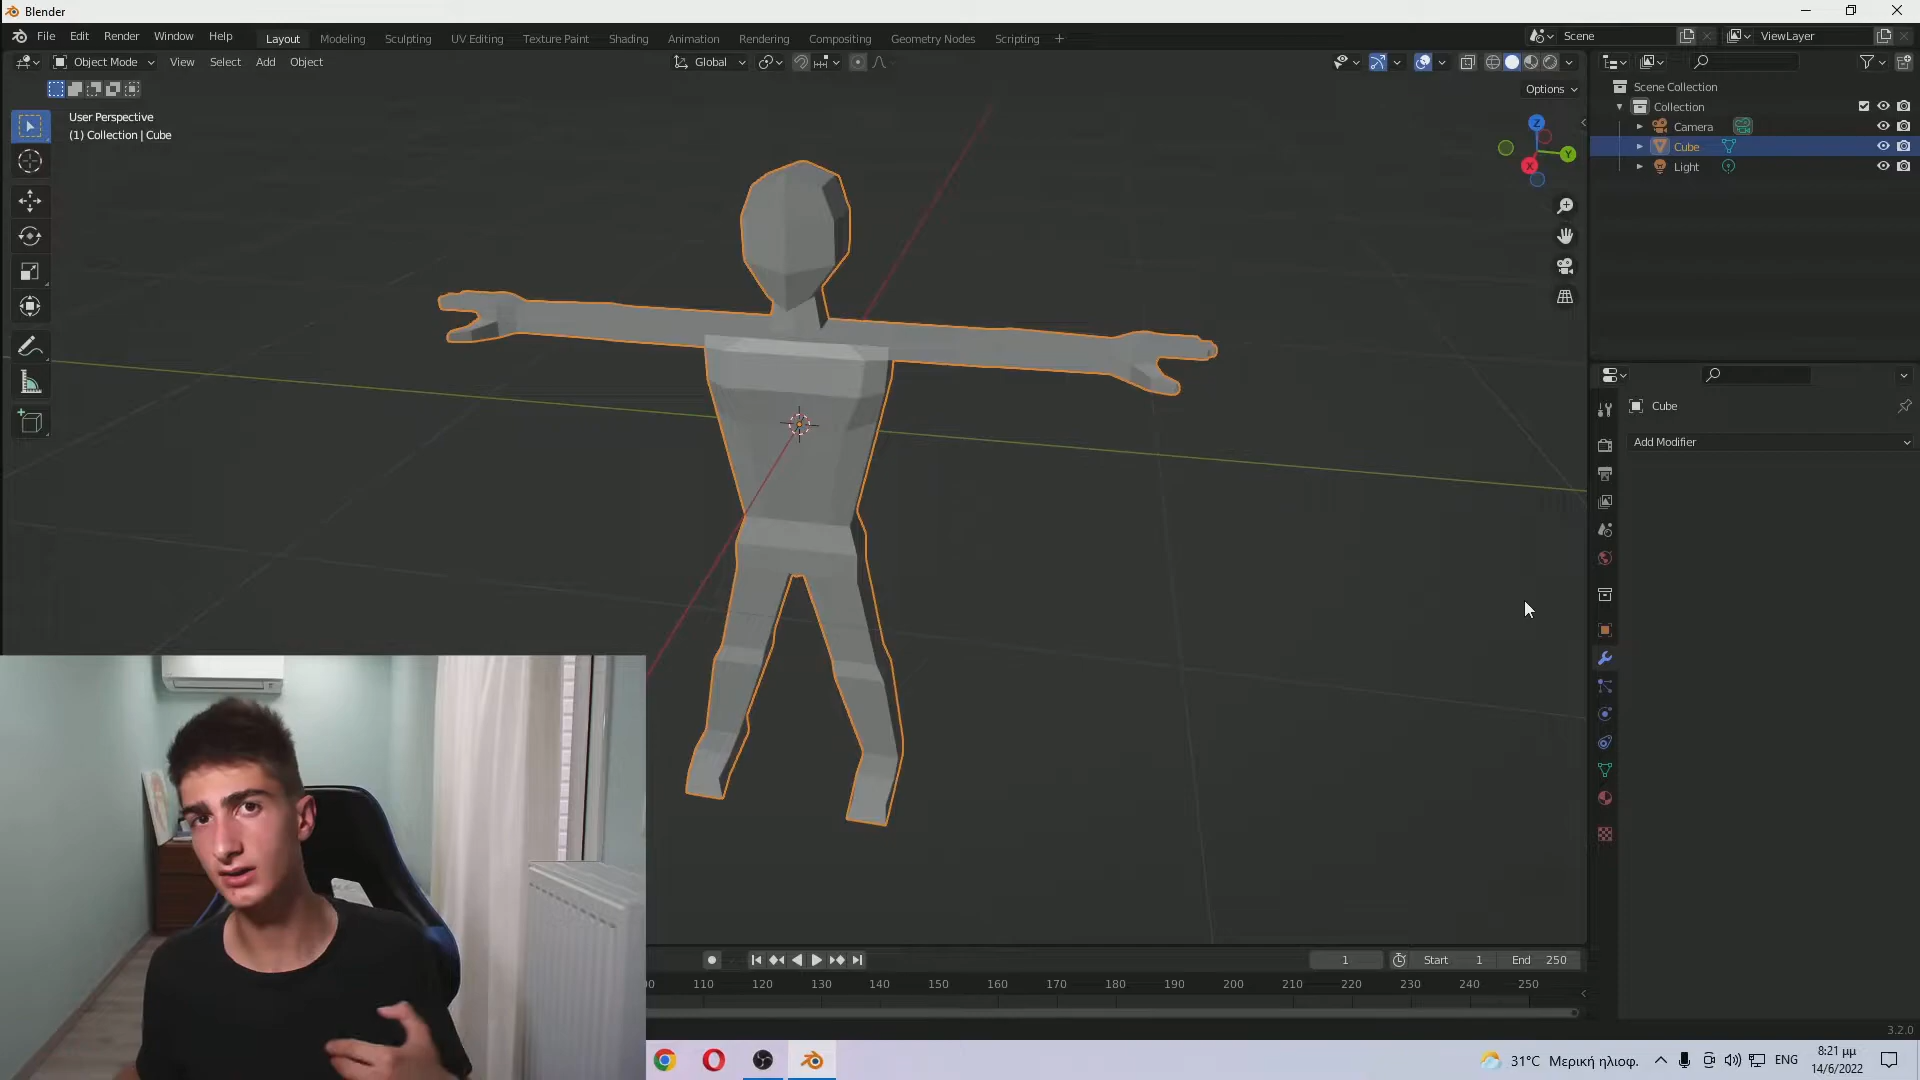 Blender
File Edit Render Window Help
Layout Modeling Sculpting UV Editing Texture Paint Shading Animation Rendering Compositing Geometry Nodes Scripting +
Scene
ViewLayer
Object Mode View Select Add Object
Global
Options
User Perspective
(1) Collection | Cube
Z
Y
X
Scene Collection
Collection
Camera
Cube
Light
Cube
Add Modifier
1
Start 1
End 250
110 120 130 140 150 160 170 180 190 200 210 220 230 240 250
3.2.0
31°C Μερική ηλιοφ.
ENG
8:21 μμ
14/6/2022